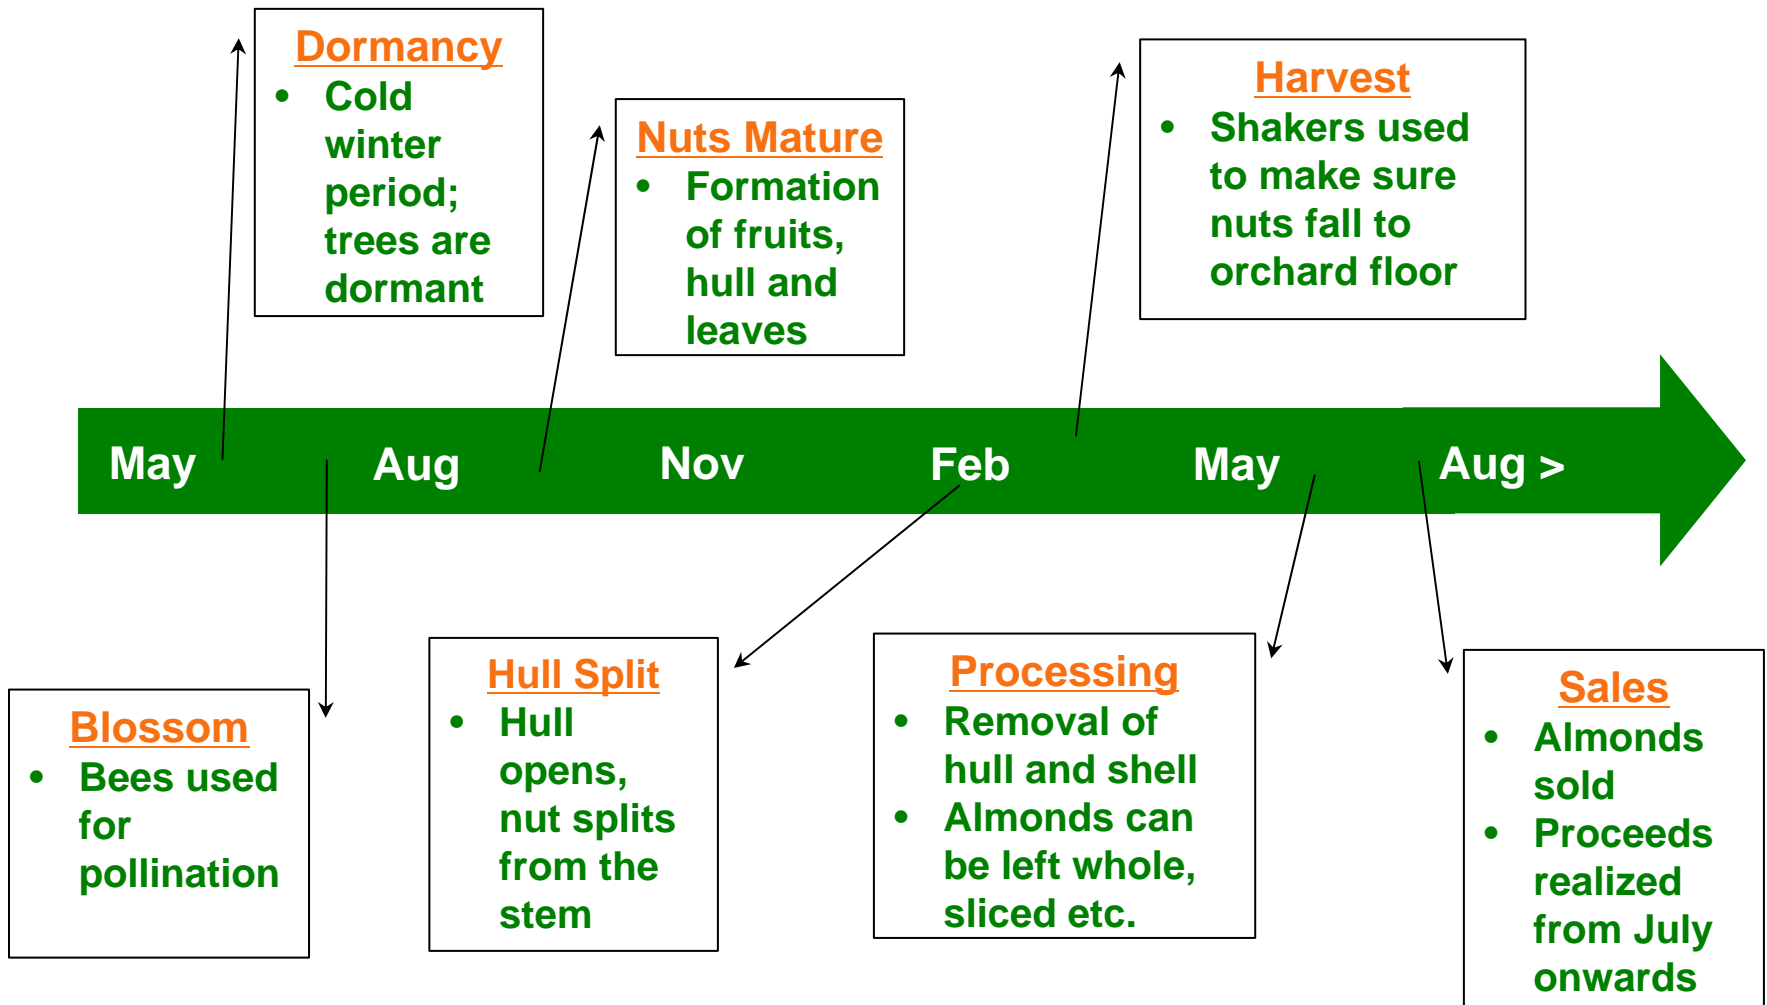 Dormancy
• Cold
winter
period;
trees are
dormant
Nuts Mature
• Formation
of fruits,
hull and
leaves
Harvest
• Shakers used
to make sure
nuts fall to
orchard floor
May Aug Nov Feb May Aug >
Blossom
• Bees used
for
pollination
Hull Split
• Hull
opens,
nut splits
from the
stem
Processing
• Removal of
hull and shell
• Almonds can
be left whole,
sliced etc.
Sales
• Almonds
sold
• Proceeds
realized
from July
onwards